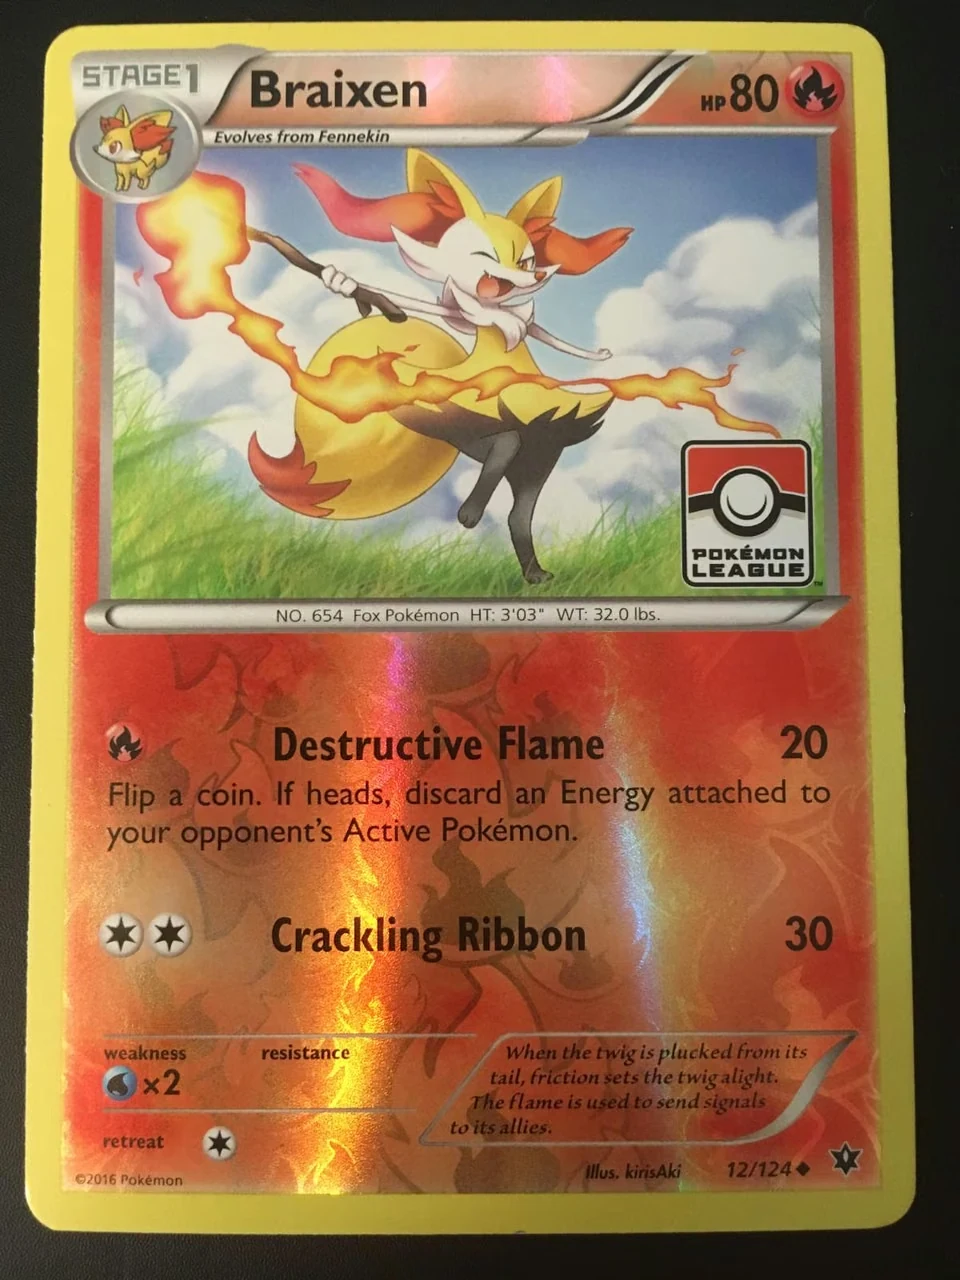 STAGE1
Braixen
HP80
Evolves from Fennekin
POKÉMON
LEAGUE
™
NO. 654 Fox Pokémon HT: 3'03" WT: 32.0 lbs.
Destructive Flame 20
Flip a coin. If heads, discard an Energy attached to
your opponent's Active Pokémon.
Crackling Ribbon 30
weakness resistance
×2
When the twig is plucked from its
tail, friction sets the twig alight.
The flame is used to send signals
to its allies.
retreat
©2016 Pokémon
Illus. kirisAki 12/124